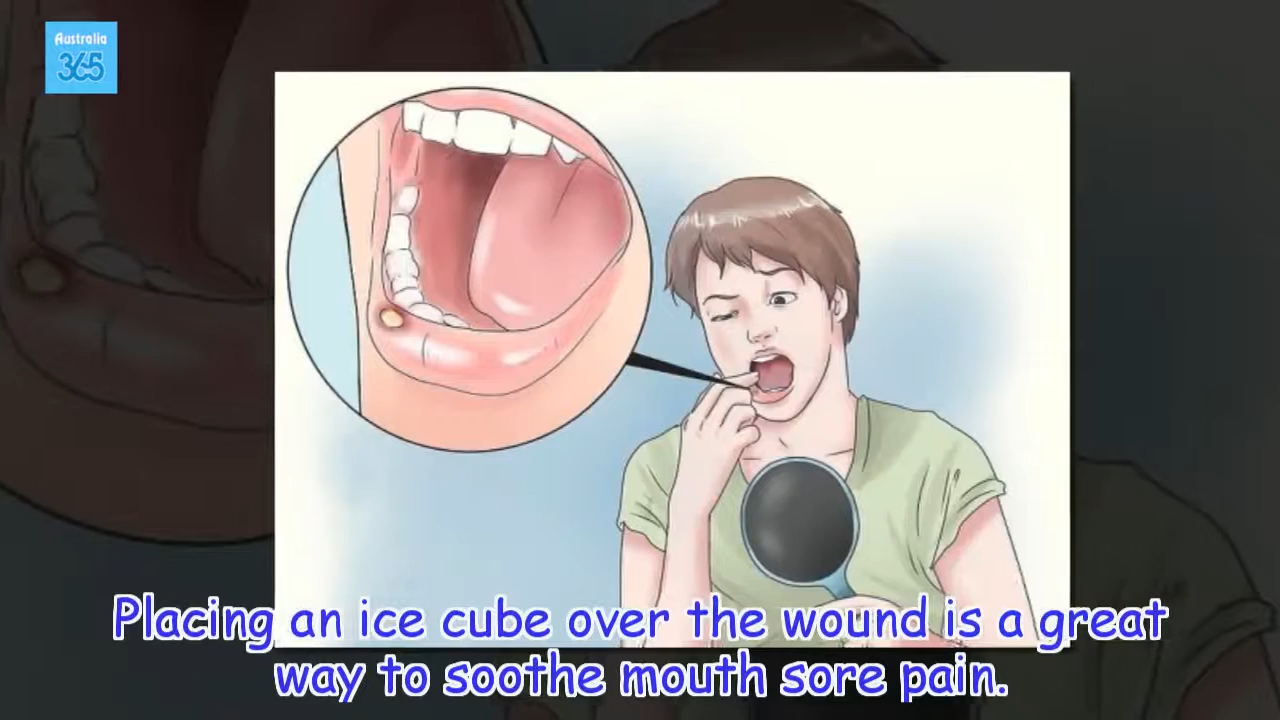 Australia
365
Placing an ice cube over the wound is a great
way to soothe mouth sore pain.